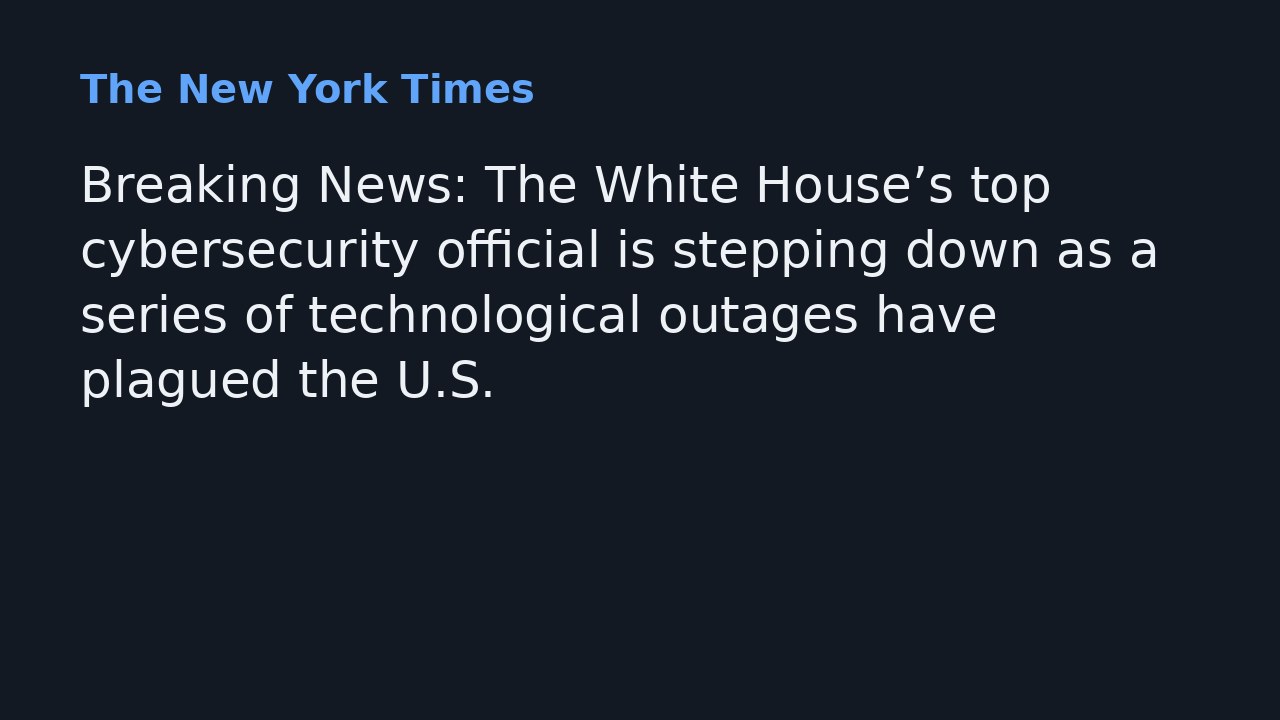 The New York Times
Breaking News: The White House’s top
cybersecurity official is stepping down as a
series of technological outages have
plagued the U.S.